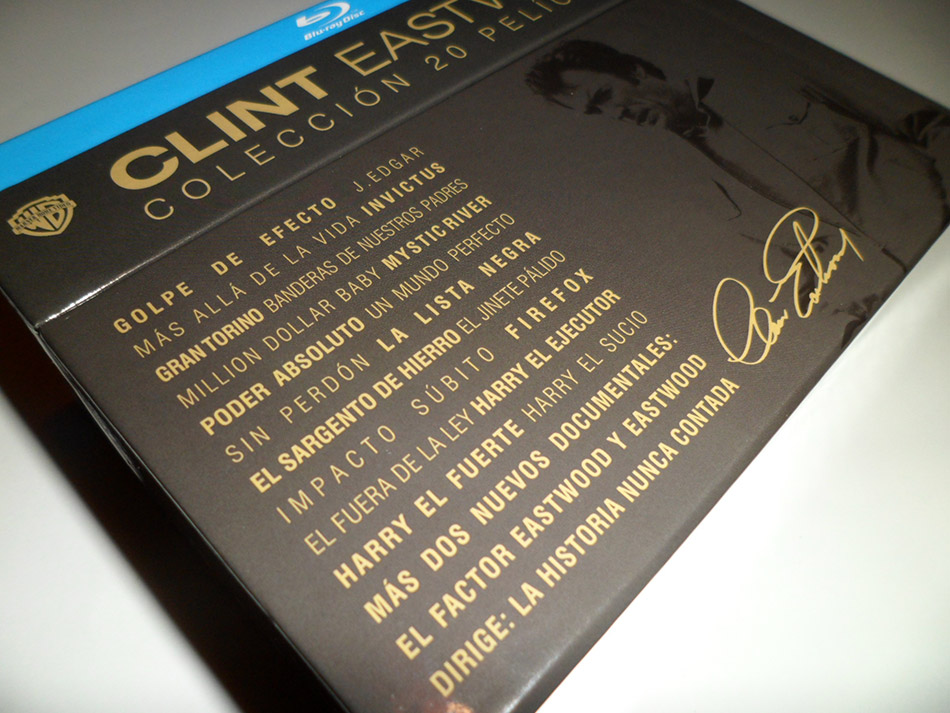 Blu-ray Disc
CLINT EASTW
COLECCIÓN 20 PELÍC
WB
GOLPE DE EFECTO J.EDGAR
MÁS ALLÁ DE LA VIDA INVICTUS
GRAN TORINO BANDERAS DE NUESTROS PADRES
MILLION DOLLAR BABY MYSTIC RIVER
PODER ABSOLUTO UN MUNDO PERFECTO
SIN PERDÓN LA LISTA NEGRA
EL SARGENTO DE HIERRO EL JINETE PÁLIDO
IMPACTO SÚBITO FIREFOX
EL FUERA DE LA LEY HARRY EL EJECUTOR
HARRY EL FUERTE HARRY EL SUCIO
MÁS DOS NUEVOS DOCUMENTALES:
EL FACTOR EASTWOOD Y EASTWOOD
DIRIGE: LA HISTORIA NUNCA CONTADA